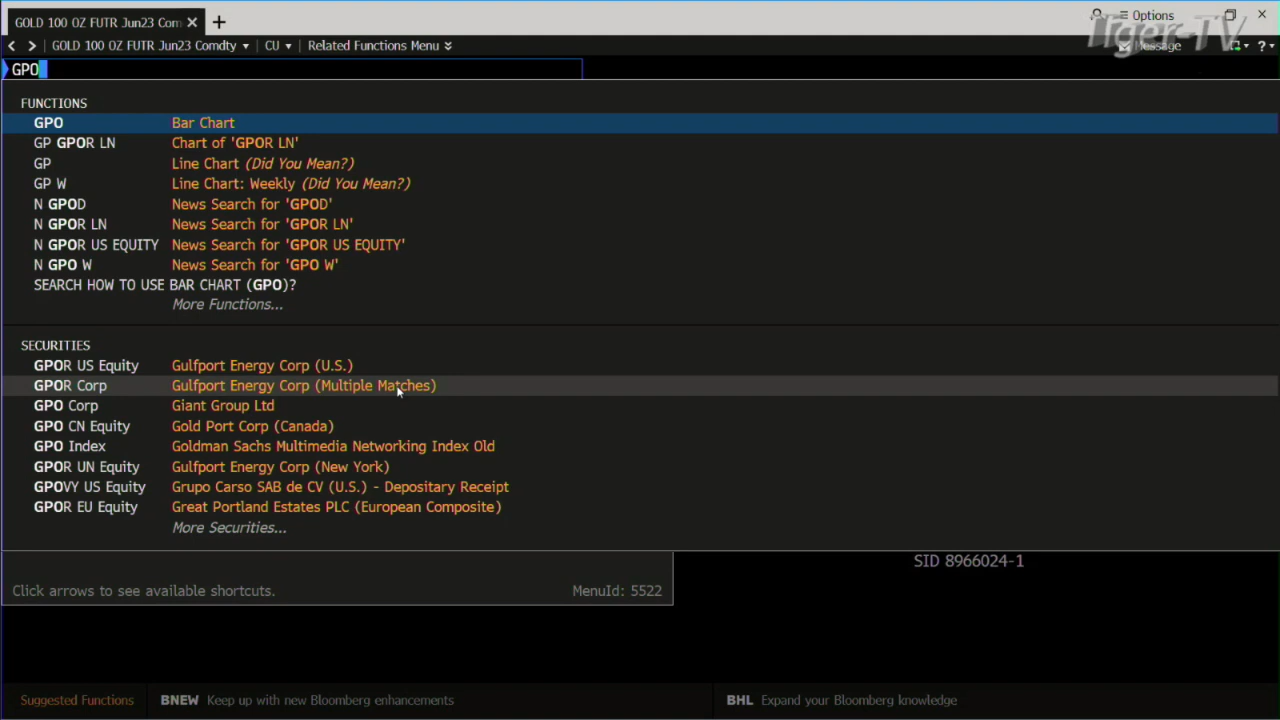 GOLD 100 OZ FUTR Jun23 Com
Options
Tiger-TV
GOLD 100 OZ FUTR Jun23 Comdty CU Related Functions Menu
Message
?
GPO
FUNCTIONS
GPO Bar Chart
GP GPOR LN Chart of 'GPOR LN'
GP Line Chart (Did You Mean?)
GP W Line Chart: Weekly (Did You Mean?)
N GPOD News Search for 'GPOD'
N GPOR LN News Search for 'GPOR LN'
N GPOR US EQUITY News Search for 'GPOR US EQUITY'
N GPO W News Search for 'GPO W'
SEARCH HOW TO USE BAR CHART (GPO)?
More Functions...
SECURITIES
GPOR US Equity Gulfport Energy Corp (U.S.)
GPOR Corp Gulfport Energy Corp (Multiple Matches)
GPO Corp Giant Group Ltd
GPO CN Equity Gold Port Corp (Canada)
GPO Index Goldman Sachs Multimedia Networking Index Old
GPOR UN Equity Gulfport Energy Corp (New York)
GPOVY US Equity Grupo Carso SAB de CV (U.S.) - Depositary Receipt
GPOR EU Equity Great Portland Estates PLC (European Composite)
More Securities...
SID 8966024-1
Click arrows to see available shortcuts. MenuId: 5522
Suggested Functions BNEW Keep up with new Bloomberg enhancements BHL Expand your Bloomberg knowledge